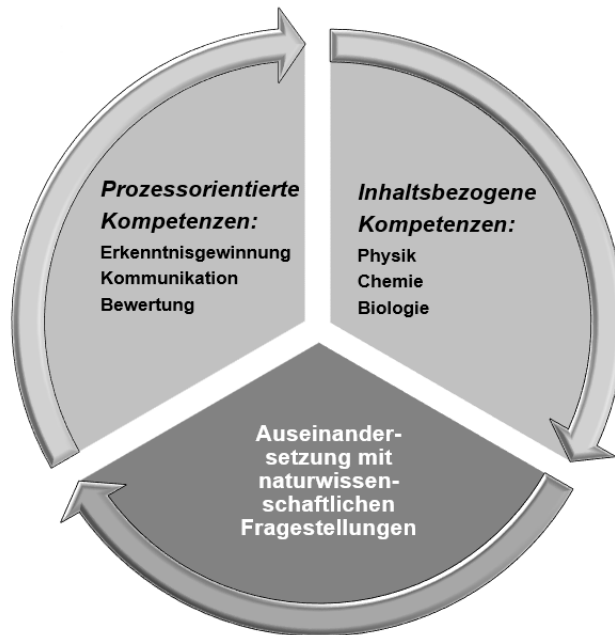 Prozessorientierte
Kompetenzen:
Erkenntnisgewinnung
Kommunikation
Bewertung
Inhaltsbezogene
Kompetenzen:
Physik
Chemie
Biologie
Auseinander-
setzung mit
naturwissen-
schaftlichen
Fragestellungen